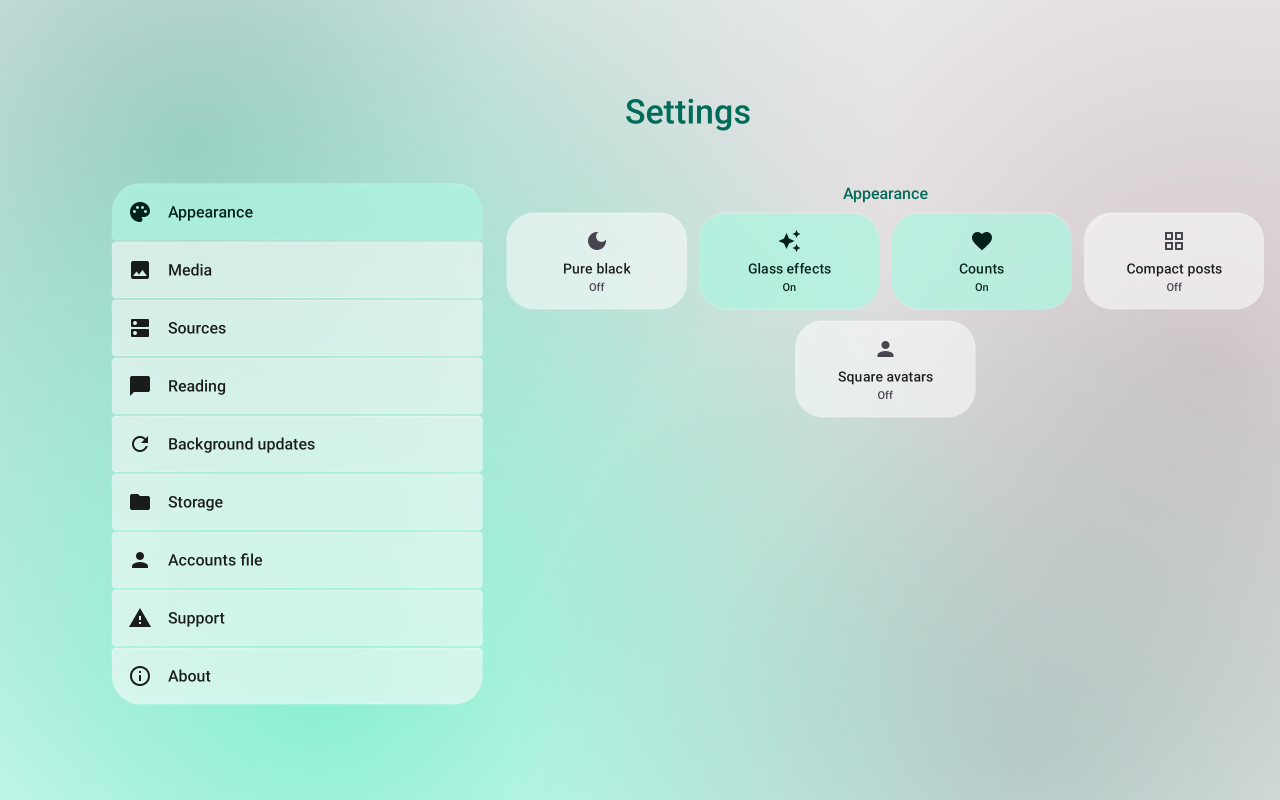 Settings
Appearance
Media
Sources
Reading
Background updates
Storage
Accounts file
Support
About
Appearance
Pure black
Off
Glass effects
On
Counts
On
Compact posts
Off
Square avatars
Off